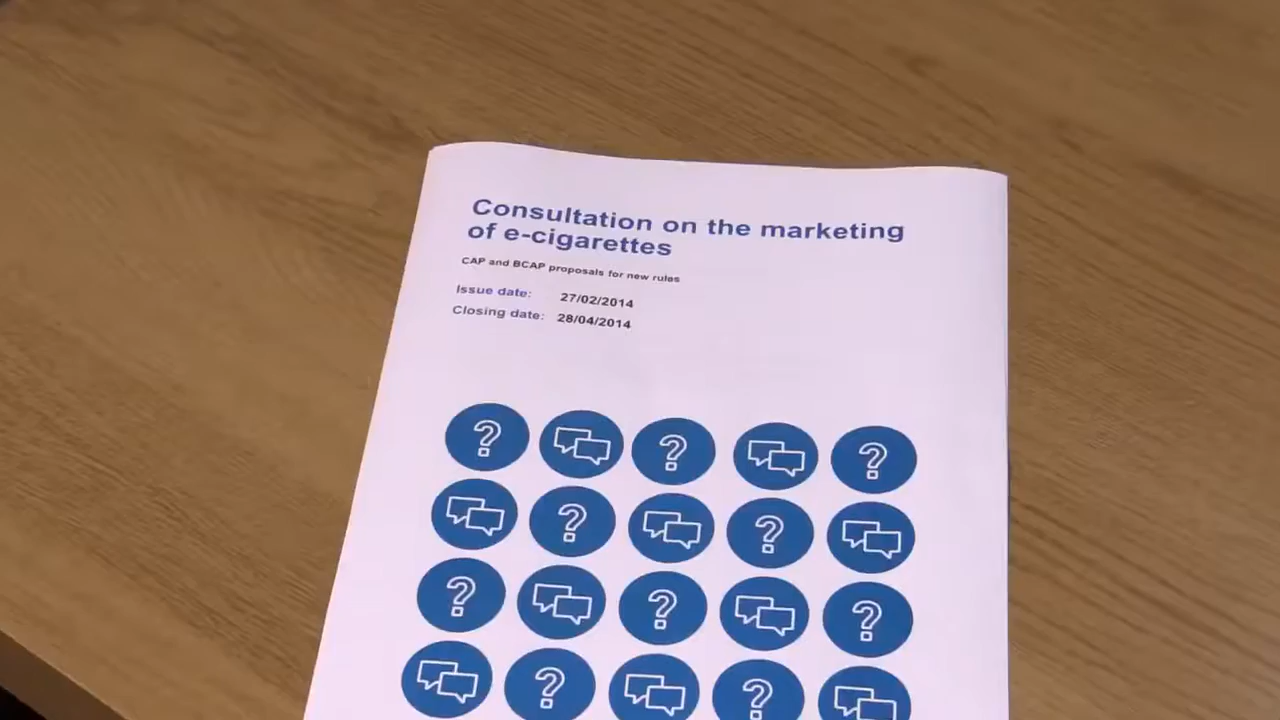 Consultation on the marketing
of e-cigarettes
CAP and BCAP proposals for new rules
Issue date: 27/02/2014
Closing date: 28/04/2014